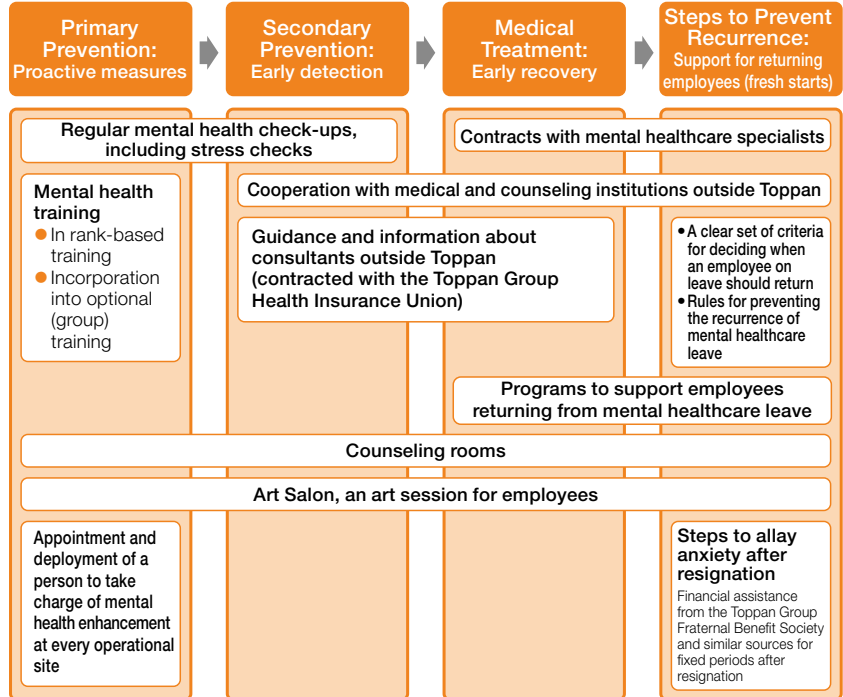 Primary
Prevention:
Proactive measures
Secondary
Prevention:
Early detection
Medical
Treatment:
Early recovery
Steps to Prevent
Recurrence:
Support for returning
employees (fresh starts)
Regular mental health check-ups,
including stress checks
Contracts with mental healthcare specialists
Mental health
training
● In rank-based
training
● Incorporation
into optional
(group)
training
Cooperation with medical and counseling institutions outside Toppan
Guidance and information about
consultants outside Toppan
(contracted with the Toppan Group
Health Insurance Union)
• A clear set of criteria
for deciding when
an employee on
leave should return
• Rules for preventing
the recurrence of
mental healthcare
leave
Programs to support employees
returning from mental healthcare leave
Counseling rooms
Art Salon, an art session for employees
Appointment and
deployment of a
person to take
charge of mental
health enhancement
at every operational
site
Steps to allay
anxiety after
resignation
Financial assistance
from the Toppan Group
Fraternal Benefit Society
and similar sources for
fixed periods after
resignation